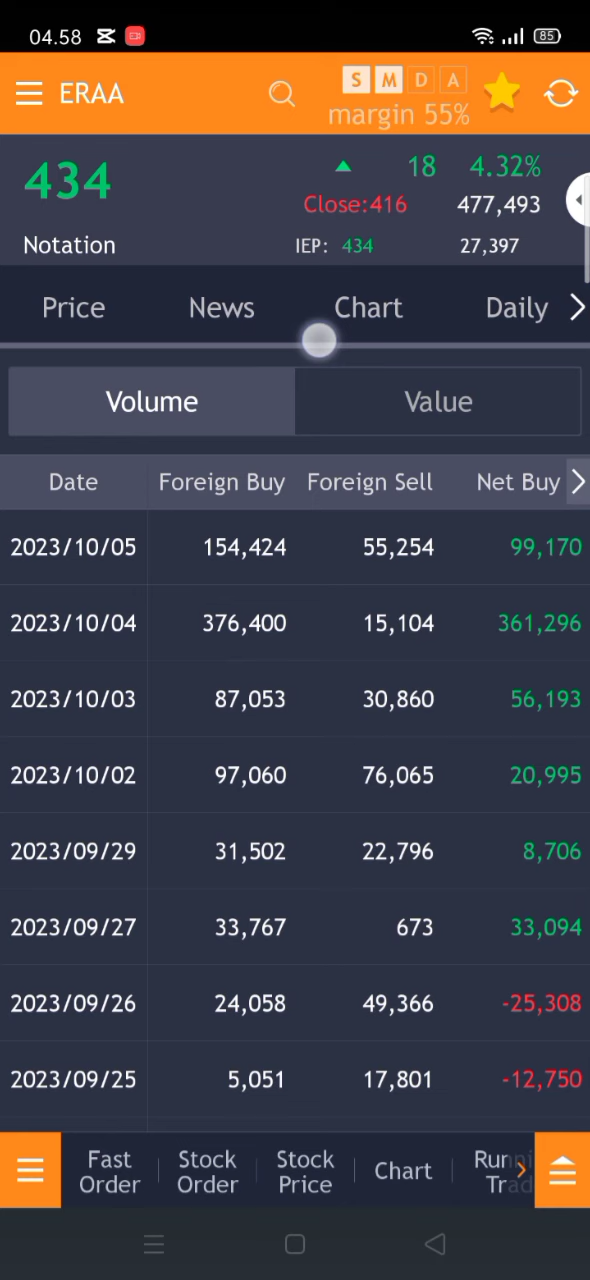 04.58 85
ERAA S M D A
margin 55%
434 18 4.32%
Close:416 477,493
Notation IEP: 434 27,397
Price News Chart Daily
Volume Value
Date Foreign Buy Foreign Sell Net Buy
2023/10/05 154,424 55,254 99,170
2023/10/04 376,400 15,104 361,296
2023/10/03 87,053 30,860 56,193
2023/10/02 97,060 76,065 20,995
2023/09/29 31,502 22,796 8,706
2023/09/27 33,767 673 33,094
2023/09/26 24,058 49,366 -25,308
2023/09/25 5,051 17,801 -12,750
Fast Stock Stock Chart Runni
Order Order Price Trad